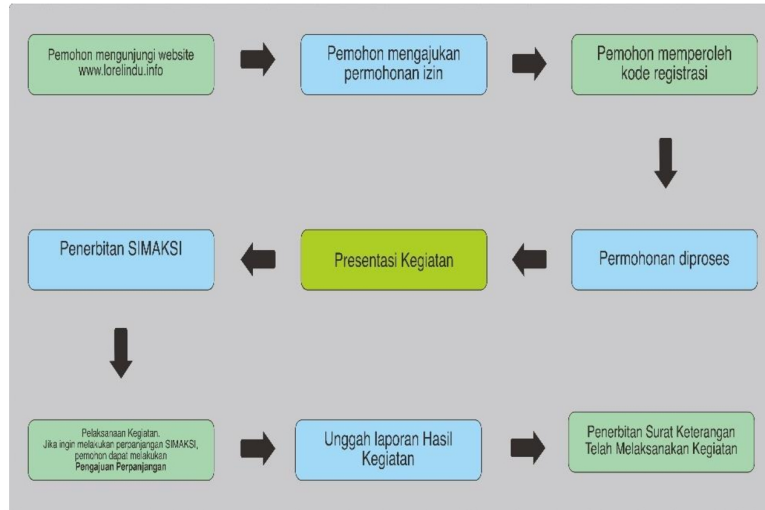 Pemohon mengunjungi website
www.lorelindu.info
Pemohon mengajukan
permohonan izin
Pemohon memperoleh
kode registrasi
Permohonan diproses
Presentasi Kegiatan
Penerbitan SIMAKSI
Pelaksanaan Kegiatan.
Jika ingin melakukan perpanjangan SIMAKSI,
pemohon dapat melakukan
Pengajuan Perpanjangan
Unggah laporan Hasil
Kegiatan
Penerbitan Surat Keterangan
Telah Melaksanakan Kegiatan